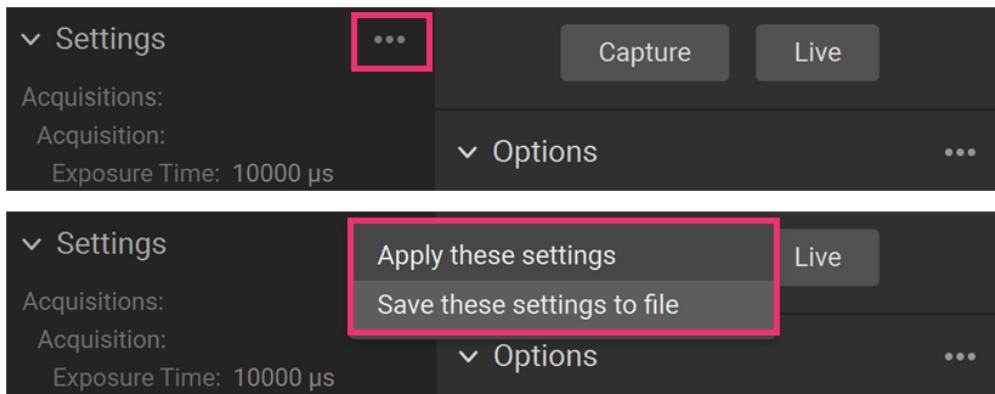 Settings •••
Capture Live
Acquisitions:
Acquisition:
Exposure Time: 10000 µs
Options •••
Settings
Apply these settings
Save these settings to file
Live
Acquisitions:
Acquisition:
Exposure Time: 10000 µs
Options •••